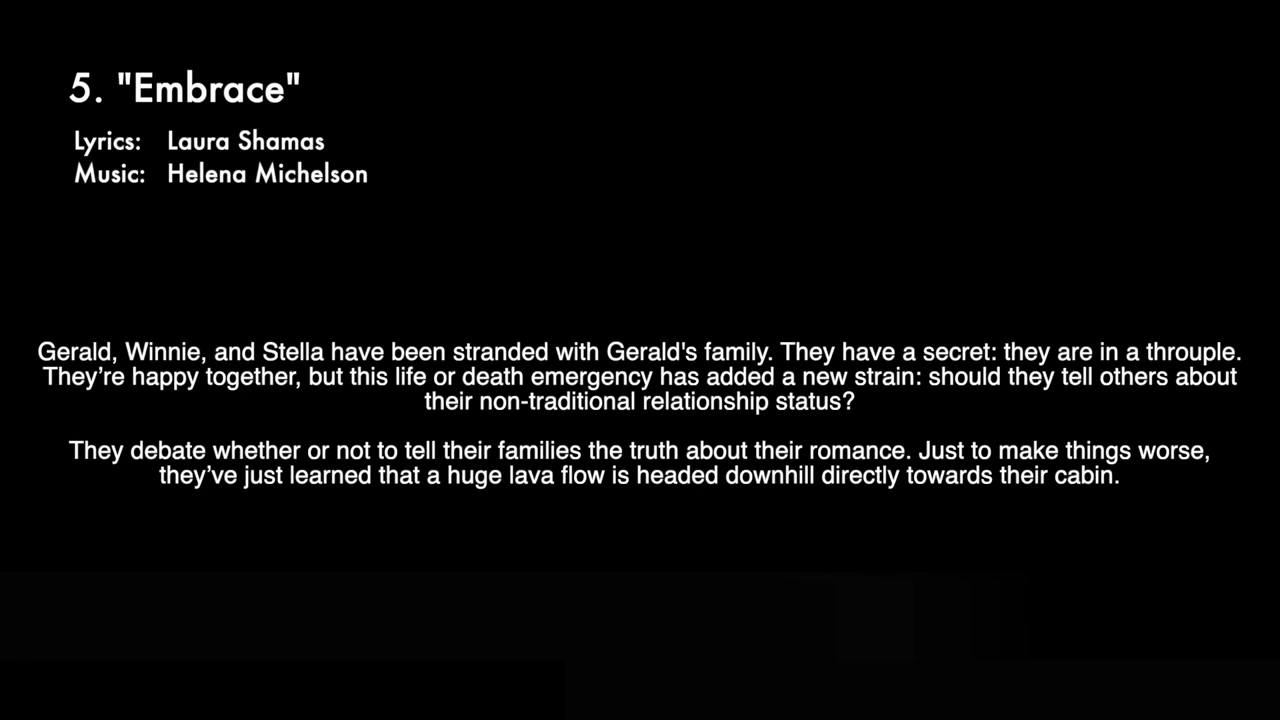 5. "Embrace"
Lyrics: Laura Shamas
Music: Helena Michelson
Gerald, Winnie, and Stella have been stranded with Gerald's family. They have a secret: they are in a throuple.
They’re happy together, but this life or death emergency has added a new strain: should they tell others about
their non-traditional relationship status?
They debate whether or not to tell their families the truth about their romance. Just to make things worse,
they’ve just learned that a huge lava flow is headed downhill directly towards their cabin.